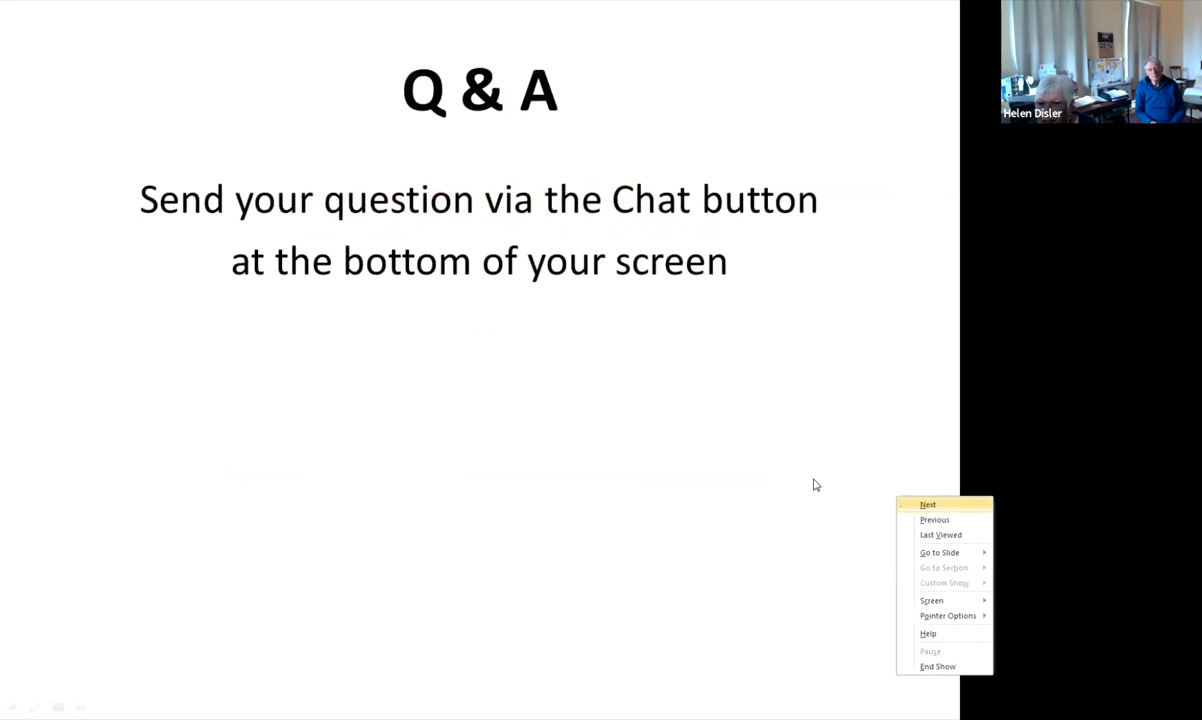 Q & A
Send your question via the Chat button
at the bottom of your screen
Helen Disler
Next
Previous
Last Viewed
Go to Slide
Go to Section
Custom Show
Screen
Pointer Options
Help
Pause
End Show